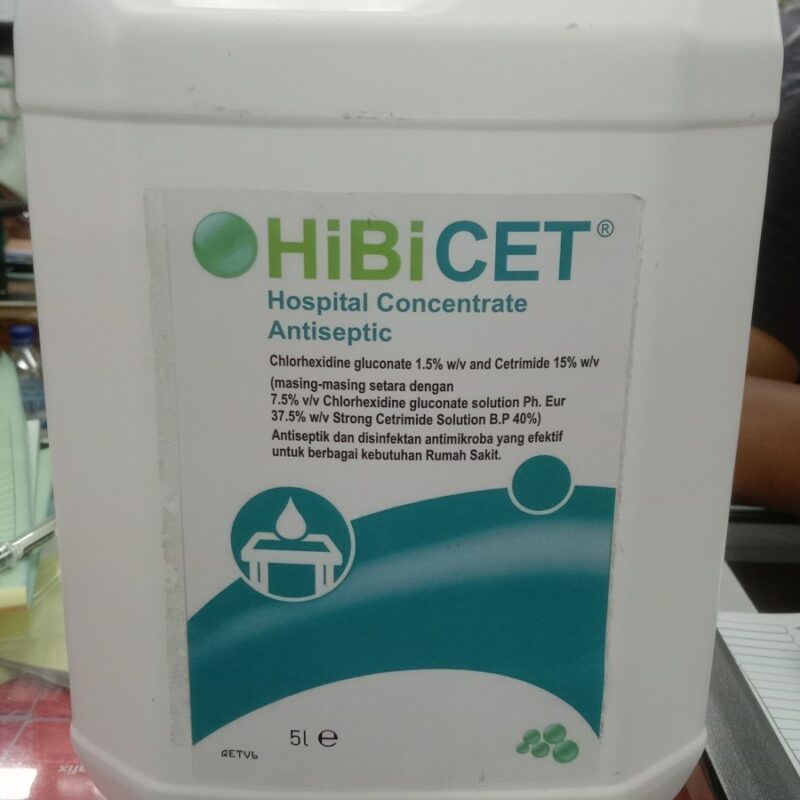 HiBiCET®
Hospital Concentrate
Antiseptic
Chlorhexidine gluconate 1.5% w/v and Cetrimide 15% w/v
(masing-masing setara dengan
7.5% v/v Chlorhexidine gluconate solution Ph. Eur
37.5% w/v Strong Cetrimide Solution B.P 40%)
Antiseptik dan disinfektan antimikroba yang efektif
untuk berbagai kebutuhan Rumah Sakit.
5l ℮